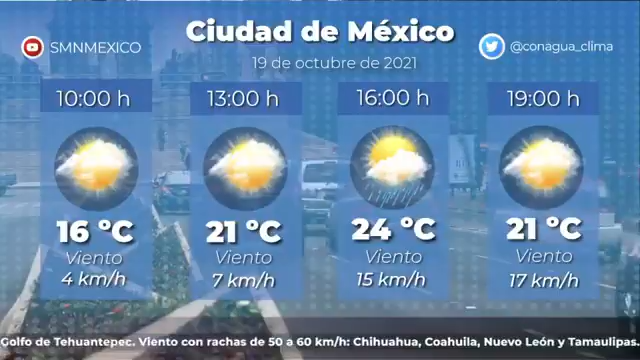 Ciudad de México
SMNMEXICO
@conagua_clima
19 de octubre de 2021
10:00 h
16 °C
Viento
4 km/h
13:00 h
21 °C
Viento
7 km/h
16:00 h
24 °C
Viento
15 km/h
19:00 h
21 °C
Viento
17 km/h
Golfo de Tehuantepec. Viento con rachas de 50 a 60 km/h: Chihuahua, Coahuila, Nuevo León y Tamaulipas.